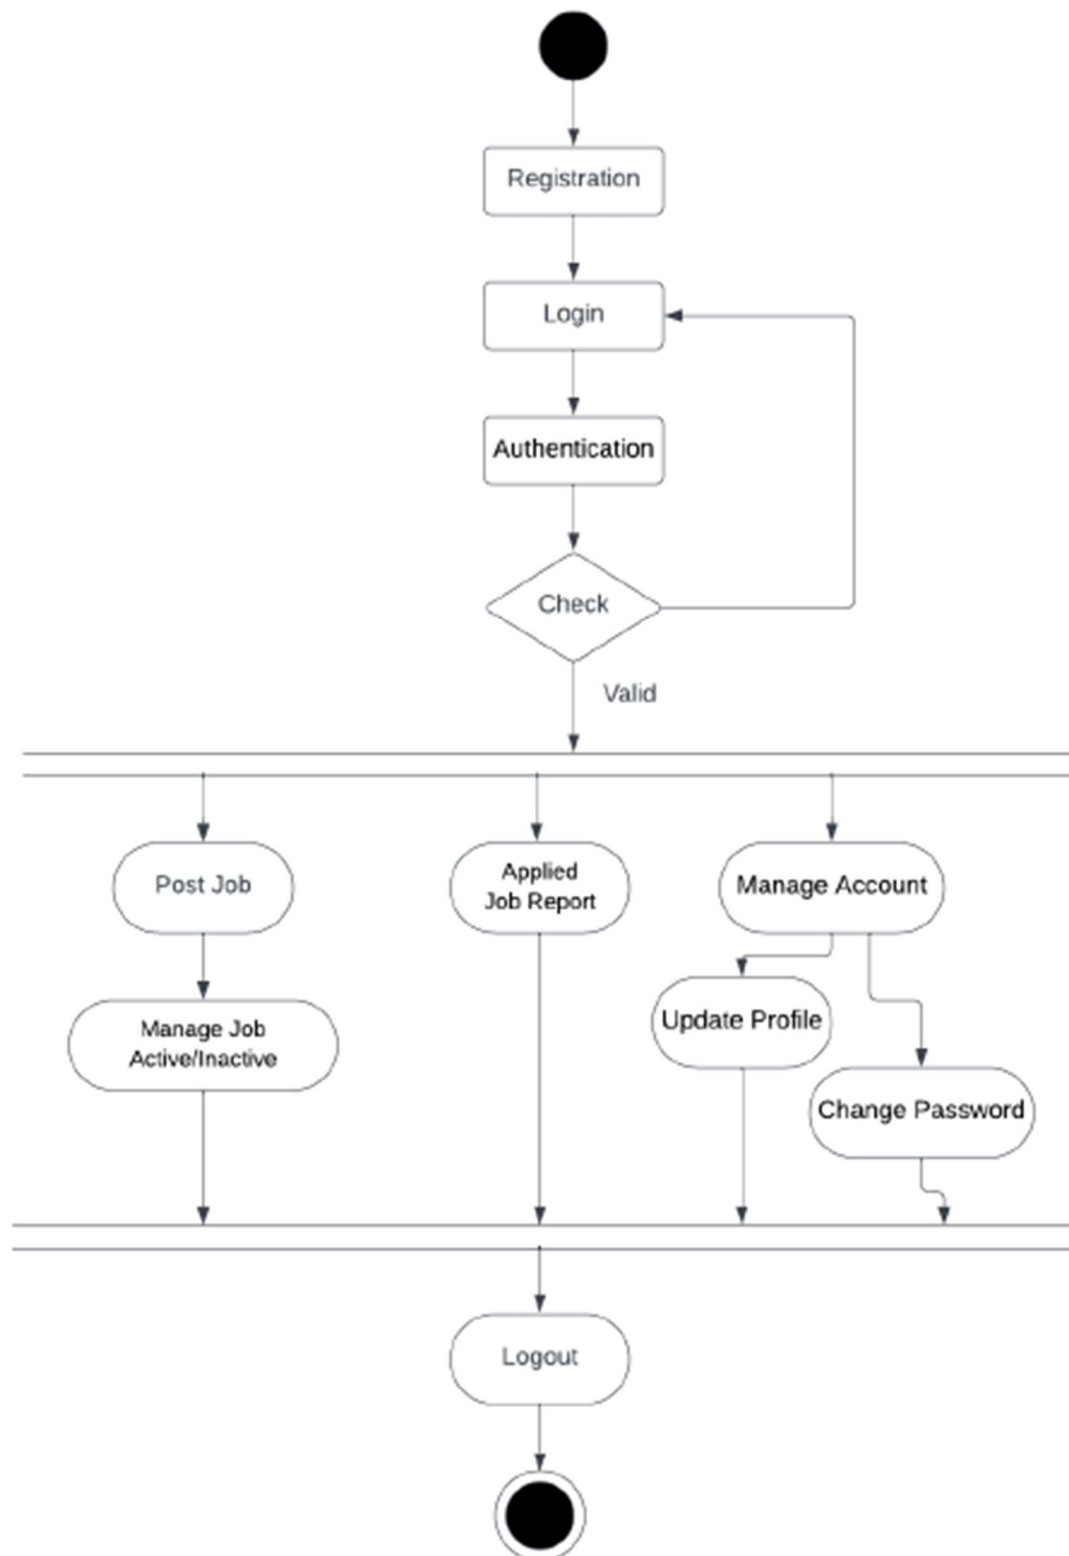 Registration
Login
Authentication
Check
Valid
Post Job
Applied
Job Report
Manage Account
Manage Job
Active/Inactive
Update Profile
Change Password
Logout